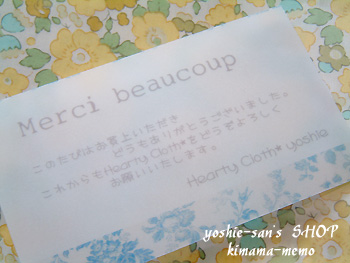 Merci beaucoup
このたびはお買上いただき
どうもありがとうございました。
これからもHearty Cloth*をどうぞよろしく
お願いいたします。
Hearty Cloth* yoshie
yoshie-san's SHOP
kimama-memo